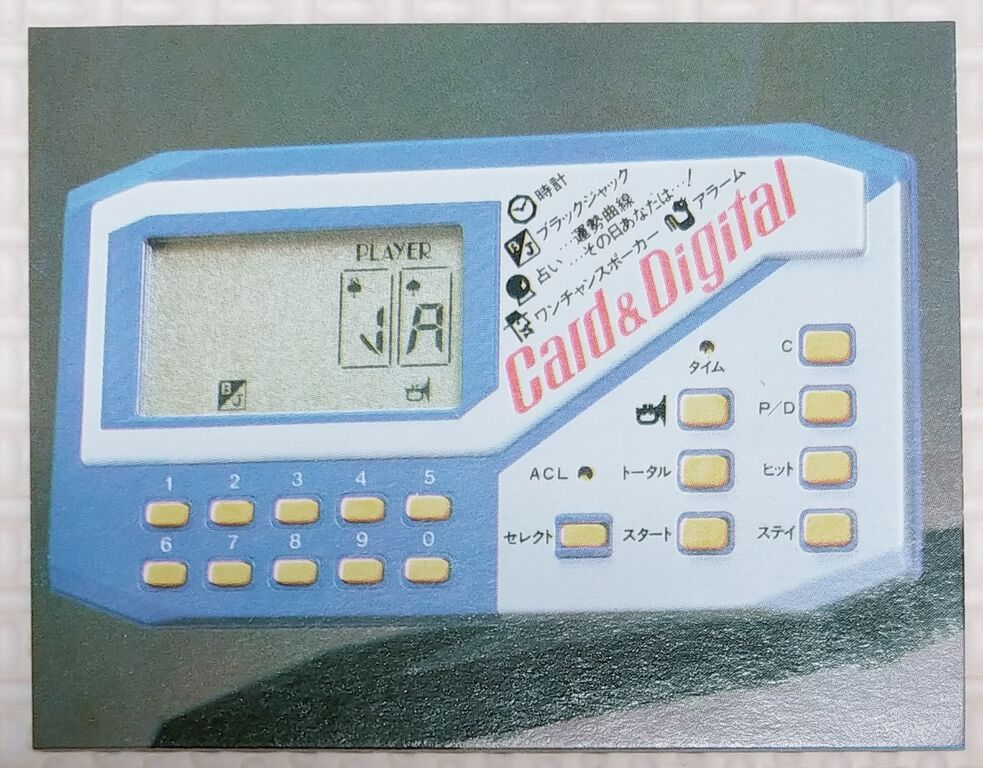 PLAYER
J A
B J
時計
B J ブラックジャック
占い…運勢曲線
…その日あなたは…!
ワンチャンスポーカー アラーム
Card & Digital
タイム C
P/D
ACL トータル ヒット
セレクト スタート ステイ
1 2 3 4 5
6 7 8 9 0